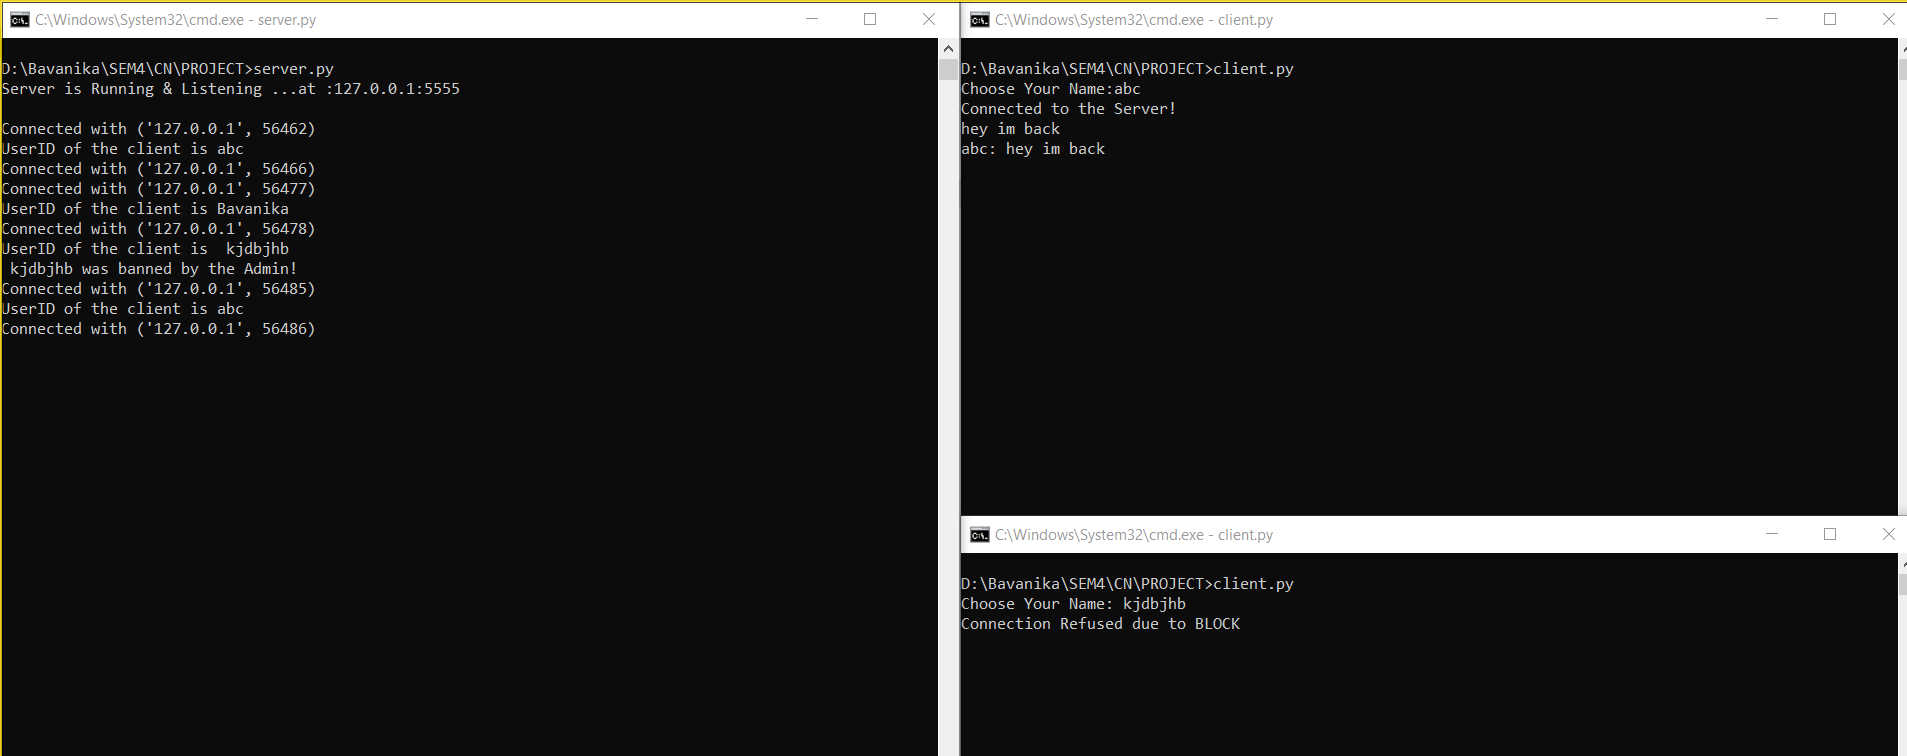 C:\Windows\System32\cmd.exe - server.py
D:\Bavanika\SEM4\CN\PROJECT>server.py
Server is Running & Listening ...at :127.0.0.1:5555
Connected with ('127.0.0.1', 56462)
UserID of the client is abc
Connected with ('127.0.0.1', 56466)
Connected with ('127.0.0.1', 56477)
UserID of the client is Bavanika
Connected with ('127.0.0.1', 56478)
UserID of the client is  kjdbjhb
 kjdbjhb was banned by the Admin!
Connected with ('127.0.0.1', 56485)
UserID of the client is abc
Connected with ('127.0.0.1', 56486)
C:\Windows\System32\cmd.exe - client.py
D:\Bavanika\SEM4\CN\PROJECT>client.py
Choose Your Name:abc
Connected to the Server!
hey im back
abc: hey im back
C:\Windows\System32\cmd.exe - client.py
D:\Bavanika\SEM4\CN\PROJECT>client.py
Choose Your Name: kjdbjhb
Connection Refused due to BLOCK